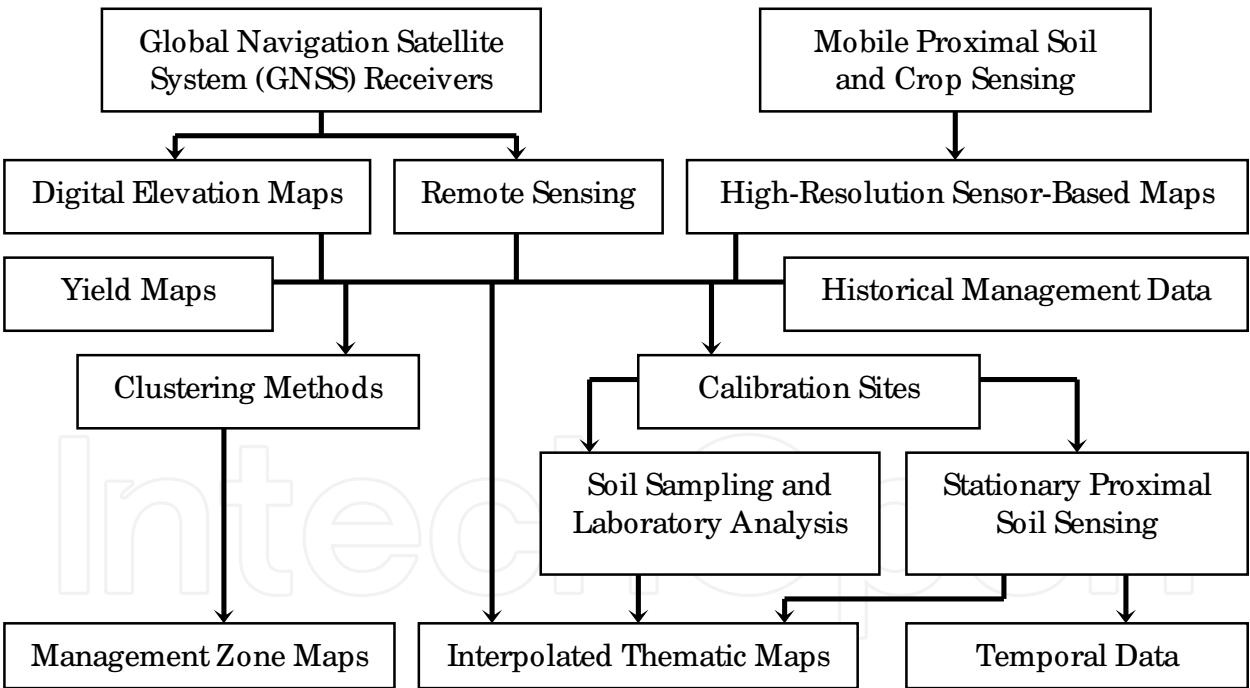 Global Navigation Satellite
System (GNSS) Receivers
Mobile Proximal Soil
and Crop Sensing
Digital Elevation Maps
Remote Sensing
High-Resolution Sensor-Based Maps
Yield Maps
Historical Management Data
Clustering Methods
Calibration Sites
Soil Sampling and
Laboratory Analysis
Stationary Proximal
Soil Sensing
IntechOpen
Management Zone Maps
Interpolated Thematic Maps
Temporal Data